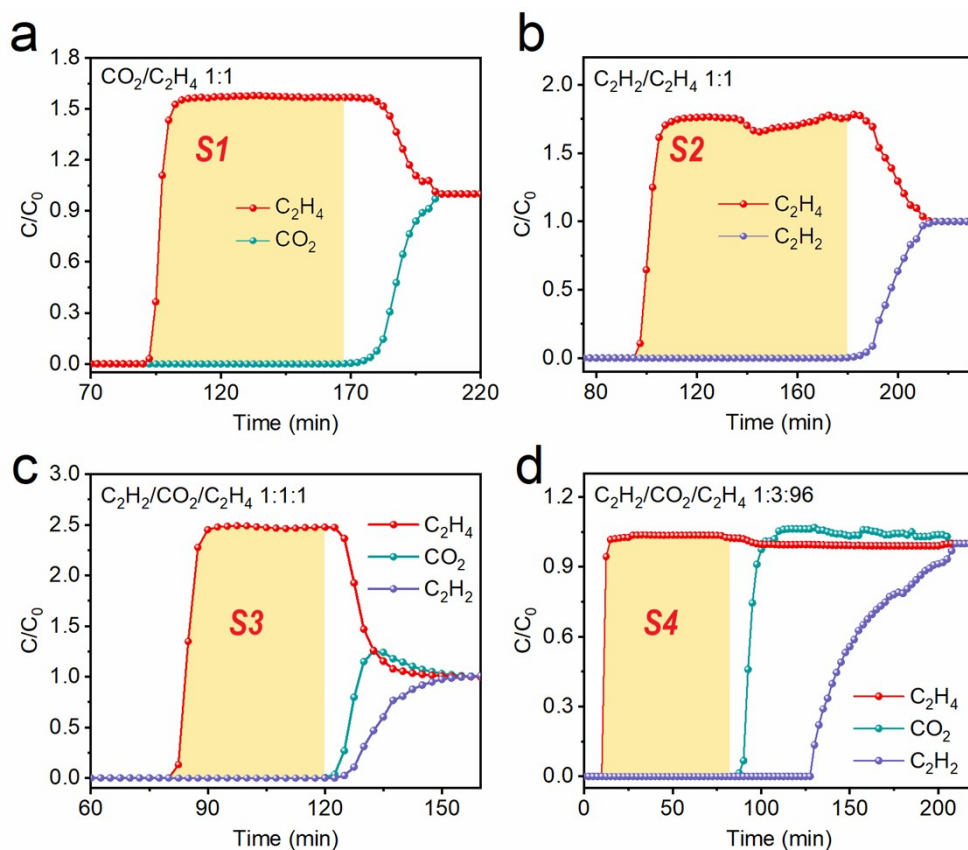 a
CO₂/C₂H₄ 1:1
S1
C₂H₄
CO₂
C/C₀
1.8
1.5
1.2
0.9
0.6
0.3
0.0
70 120 170 220
Time (min)
b
C₂H₂/C₂H₄ 1:1
S2
C₂H₄
C₂H₂
C/C₀
2.0
1.5
1.0
0.5
0.0
80 120 160 200
Time (min)
c
C₂H₂/CO₂/C₂H₄ 1:1:1
S3
C₂H₄
CO₂
C₂H₂
C/C₀
3.0
2.5
2.0
1.5
1.0
0.5
0.0
60 90 120 150
Time (min)
d
C₂H₂/CO₂/C₂H₄ 1:3:96
S4
C₂H₄
CO₂
C₂H₂
C/C₀
1.2
0.9
0.6
0.3
0.0
0 50 100 150 200
Time (min)